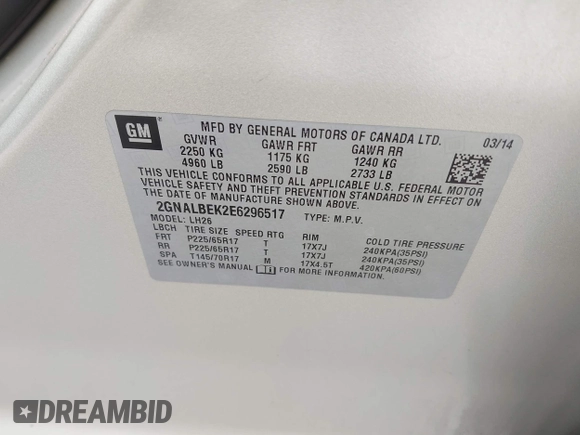 GM
MFD BY GENERAL MOTORS OF CANADA LTD.
03/14
GVWR GAWR FRT GAWR RR
2250 KG 1175 KG 1240 KG
4960 LB 2590 LB 2733 LB
THIS VEHICLE CONFORMS TO ALL APPLICABLE U.S. FEDERAL MOTOR
VEHICLE SAFETY, BUMPER, AND THEFT PREVENTION STANDARDS IN EFFECT ON
THE DATE OF MANUFACTURE SHOWN ABOVE.
2GNALBEK2E6296517 TYPE: M.P.V.
MODEL: LH26
LBCH TIRE SIZE SPEED RTG RIM COLD TIRE PRESSURE
FRT P225/65R17 T 17X7J 240KPA(35PSI)
RR P225/65R17 T 17X7J 240KPA(35PSI)
SPA T145/70R17 M 17X4.5T 420KPA(60PSI)
SEE OWNER'S MANUAL i FOR MORE INFORMATION.
DREAMBID